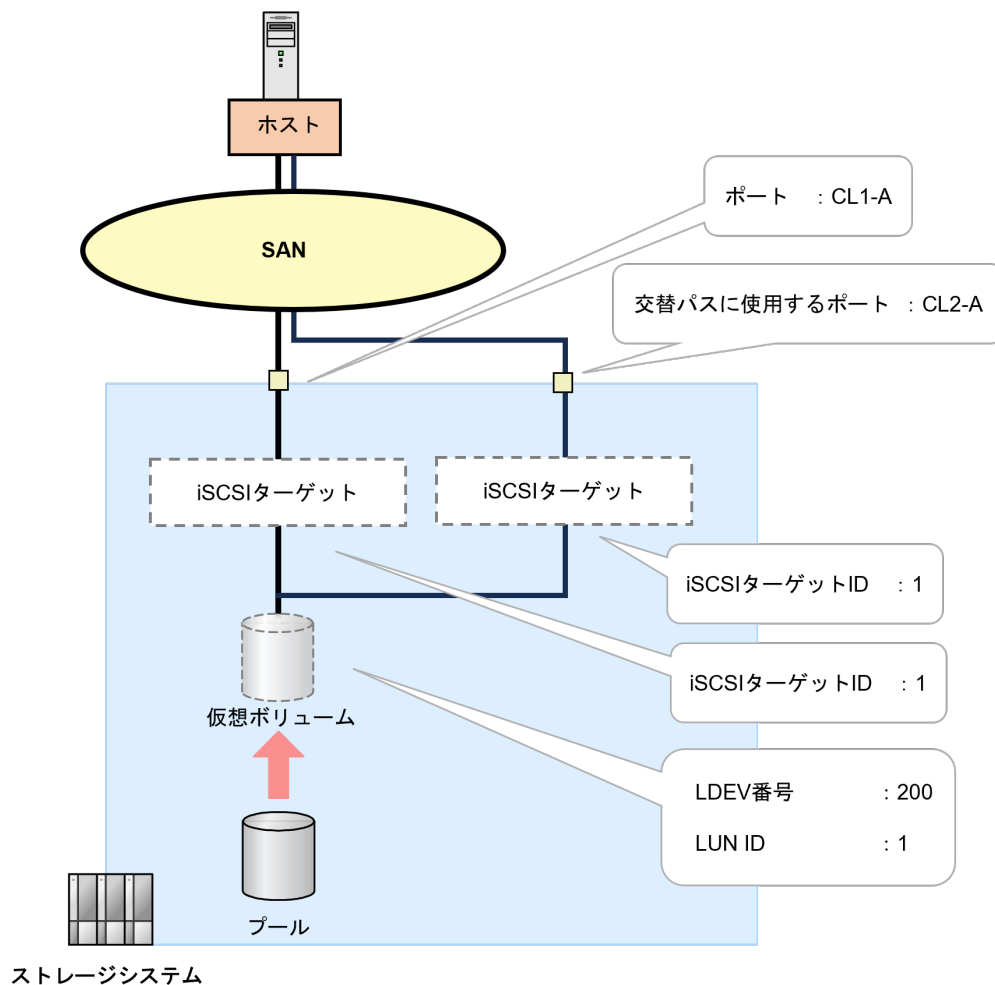 ホスト
SAN
ポート : CL1-A
交替パスに使用するポート : CL2-A
iSCSIターゲット
iSCSIターゲット
iSCSIターゲットID : 1
iSCSIターゲットID : 1
仮想ボリューム
LDEV番号 : 200
LUN ID : 1
プール
ストレージシステム